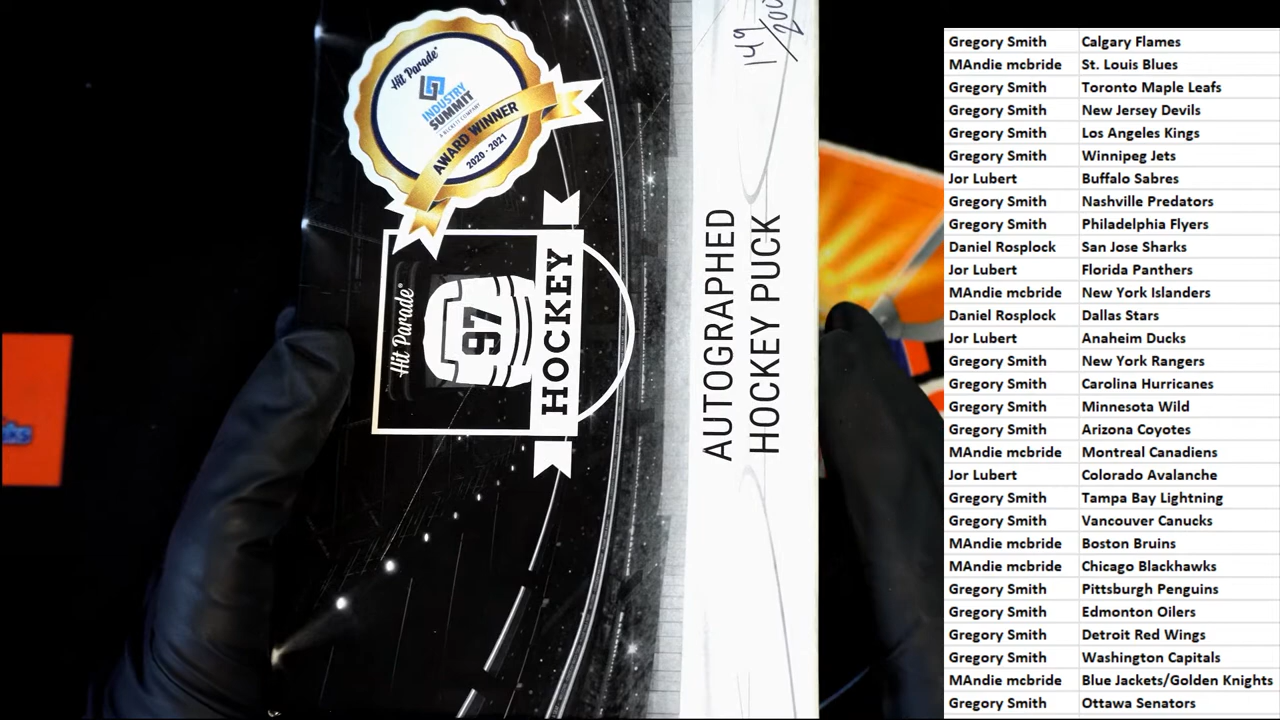 Hit Parade®
INDUSTRY
SUMMIT
A BECKETT COMPANY
AWARD WINNER
2020 - 2021
Hit Parade®
97
HOCKEY
AUTOGRAPHED
HOCKEY PUCK
149/200
Gregory Smith Calgary Flames
MAndie mcbride St. Louis Blues
Gregory Smith Toronto Maple Leafs
Gregory Smith New Jersey Devils
Gregory Smith Los Angeles Kings
Gregory Smith Winnipeg Jets
Jor Lubert Buffalo Sabres
Gregory Smith Nashville Predators
Gregory Smith Philadelphia Flyers
Daniel Rosplock San Jose Sharks
Jor Lubert Florida Panthers
MAndie mcbride New York Islanders
Daniel Rosplock Dallas Stars
Jor Lubert Anaheim Ducks
Gregory Smith New York Rangers
Gregory Smith Carolina Hurricanes
Gregory Smith Minnesota Wild
Gregory Smith Arizona Coyotes
MAndie mcbride Montreal Canadiens
Jor Lubert Colorado Avalanche
Gregory Smith Tampa Bay Lightning
Gregory Smith Vancouver Canucks
MAndie mcbride Boston Bruins
MAndie mcbride Chicago Blackhawks
Gregory Smith Pittsburgh Penguins
Gregory Smith Edmonton Oilers
Gregory Smith Detroit Red Wings
Gregory Smith Washington Capitals
MAndie mcbride Blue Jackets/Golden Knights
Gregory Smith Ottawa Senators